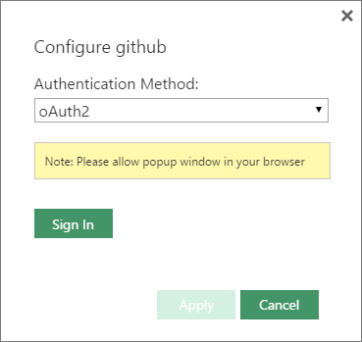 Configure github
Authentication Method:
oAuth2
Note: Please allow popup window in your browser
Sign In
Apply
Cancel